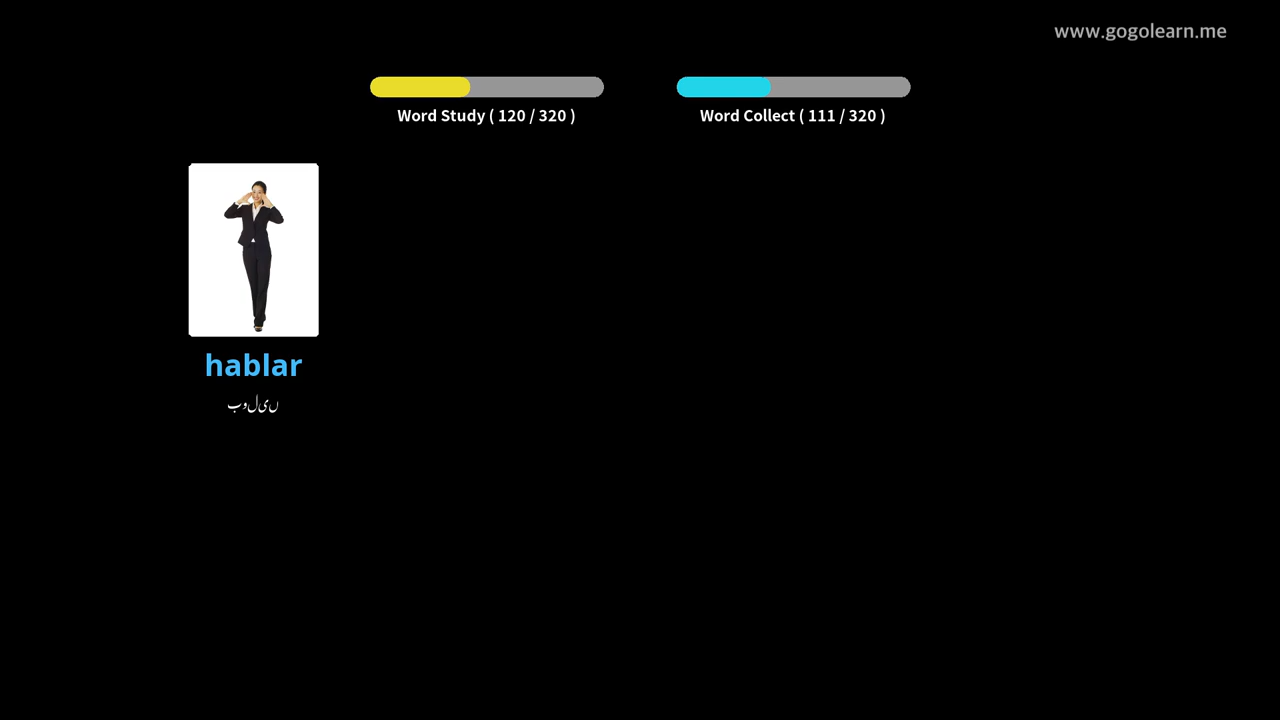 www.gogolearn.me
Word Study ( 120 / 320 )
Word Collect ( 111 / 320 )
hablar
بولیں